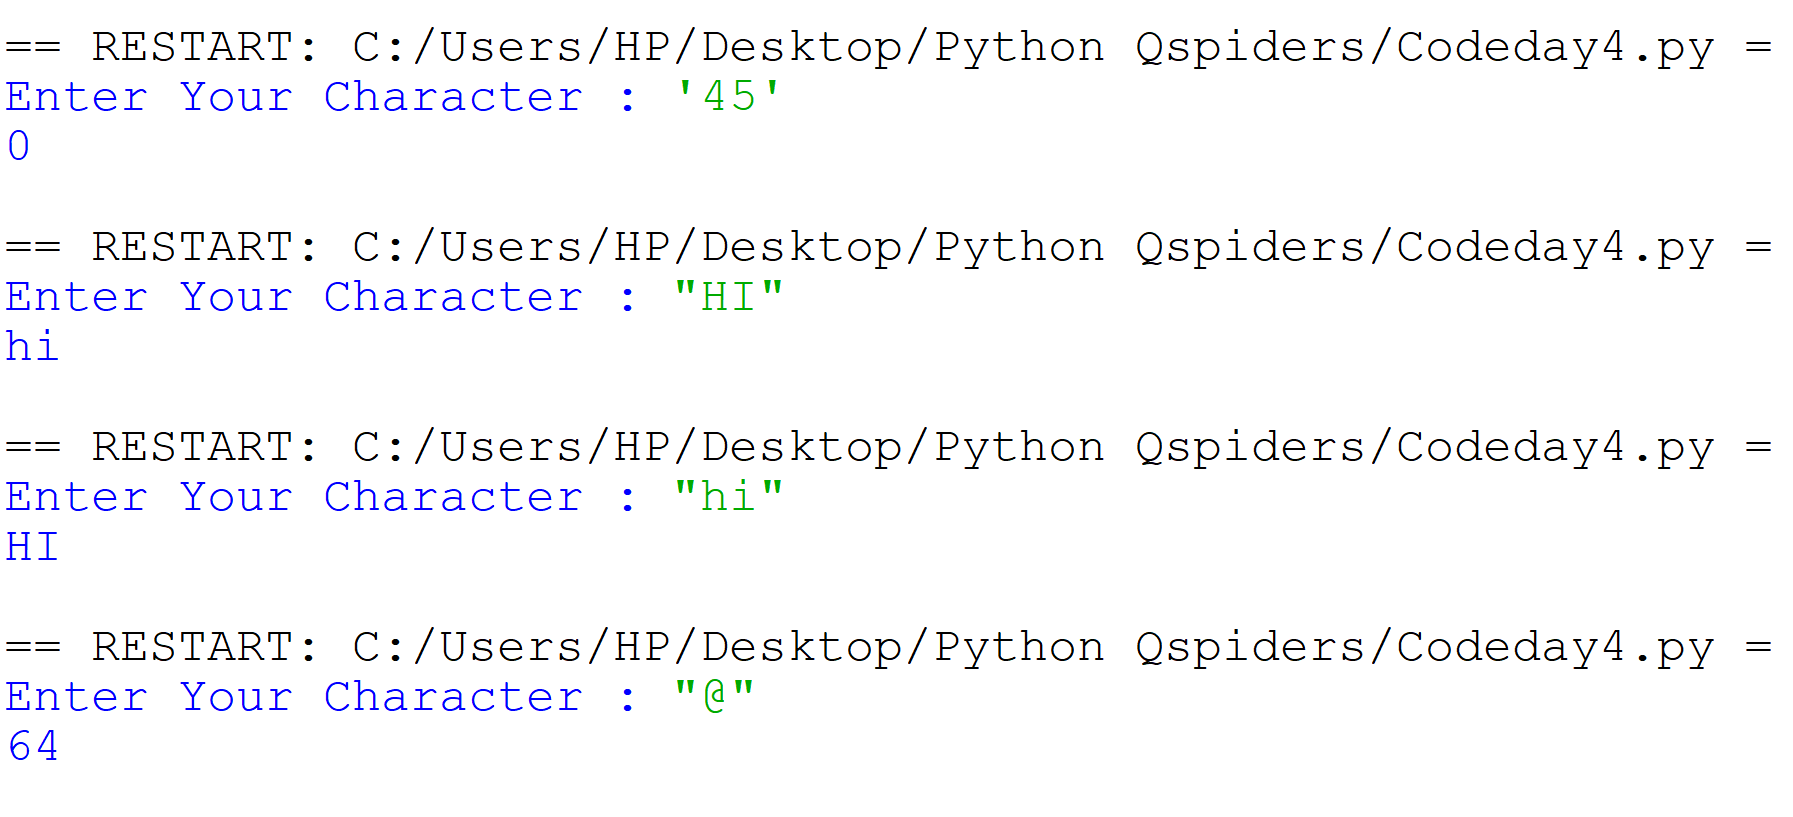 == RESTART: C:/Users/HP/Desktop/Python Qspiders/Codeday4.py =
Enter Your Character : '45'
0
== RESTART: C:/Users/HP/Desktop/Python Qspiders/Codeday4.py =
Enter Your Character : "HI"
hi
== RESTART: C:/Users/HP/Desktop/Python Qspiders/Codeday4.py =
Enter Your Character : "hi"
HI
== RESTART: C:/Users/HP/Desktop/Python Qspiders/Codeday4.py =
Enter Your Character : "@"
64